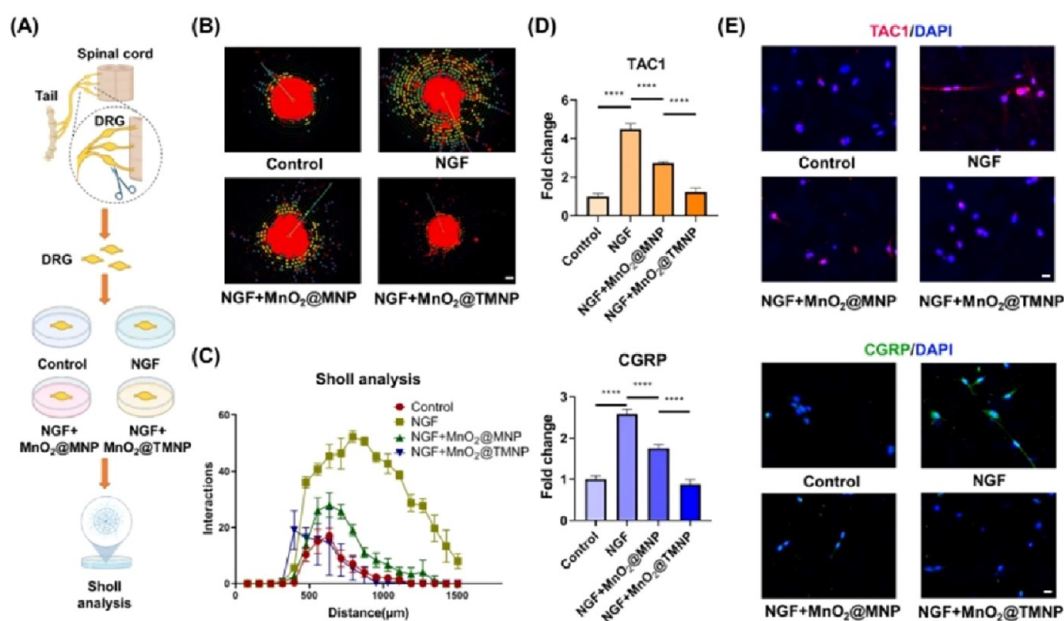 (A)
Spinal cord
Tail
DRG
DRG
Control
NGF
NGF+
MnO₂@MNP
NGF+
MnO₂@TMNP
Sholl
analysis
(B)
Control
NGF
NGF+MnO₂@MNP
NGF+MnO₂@TMNP
(C)
Sholl analysis
Control
NGF
NGF+MnO₂@MNP
NGF+MnO₂@TMNP
Interactions
60
40
20
0
500
1000
1500
Distance(μm)
(D)
TAC1
Fold change
6
4
2
0
**** **** ****
Control
NGF
NGF+MnO₂@MNP
NGF+MnO₂@TMNP
CGRP
Fold change
3
2
1
0
**** **** ****
Control
NGF
NGF+MnO₂@MNP
NGF+MnO₂@TMNP
(E)
TAC1/DAPI
Control
NGF
NGF+MnO₂@MNP
NGF+MnO₂@TMNP
CGRP/DAPI
Control
NGF
NGF+MnO₂@MNP
NGF+MnO₂@TMNP